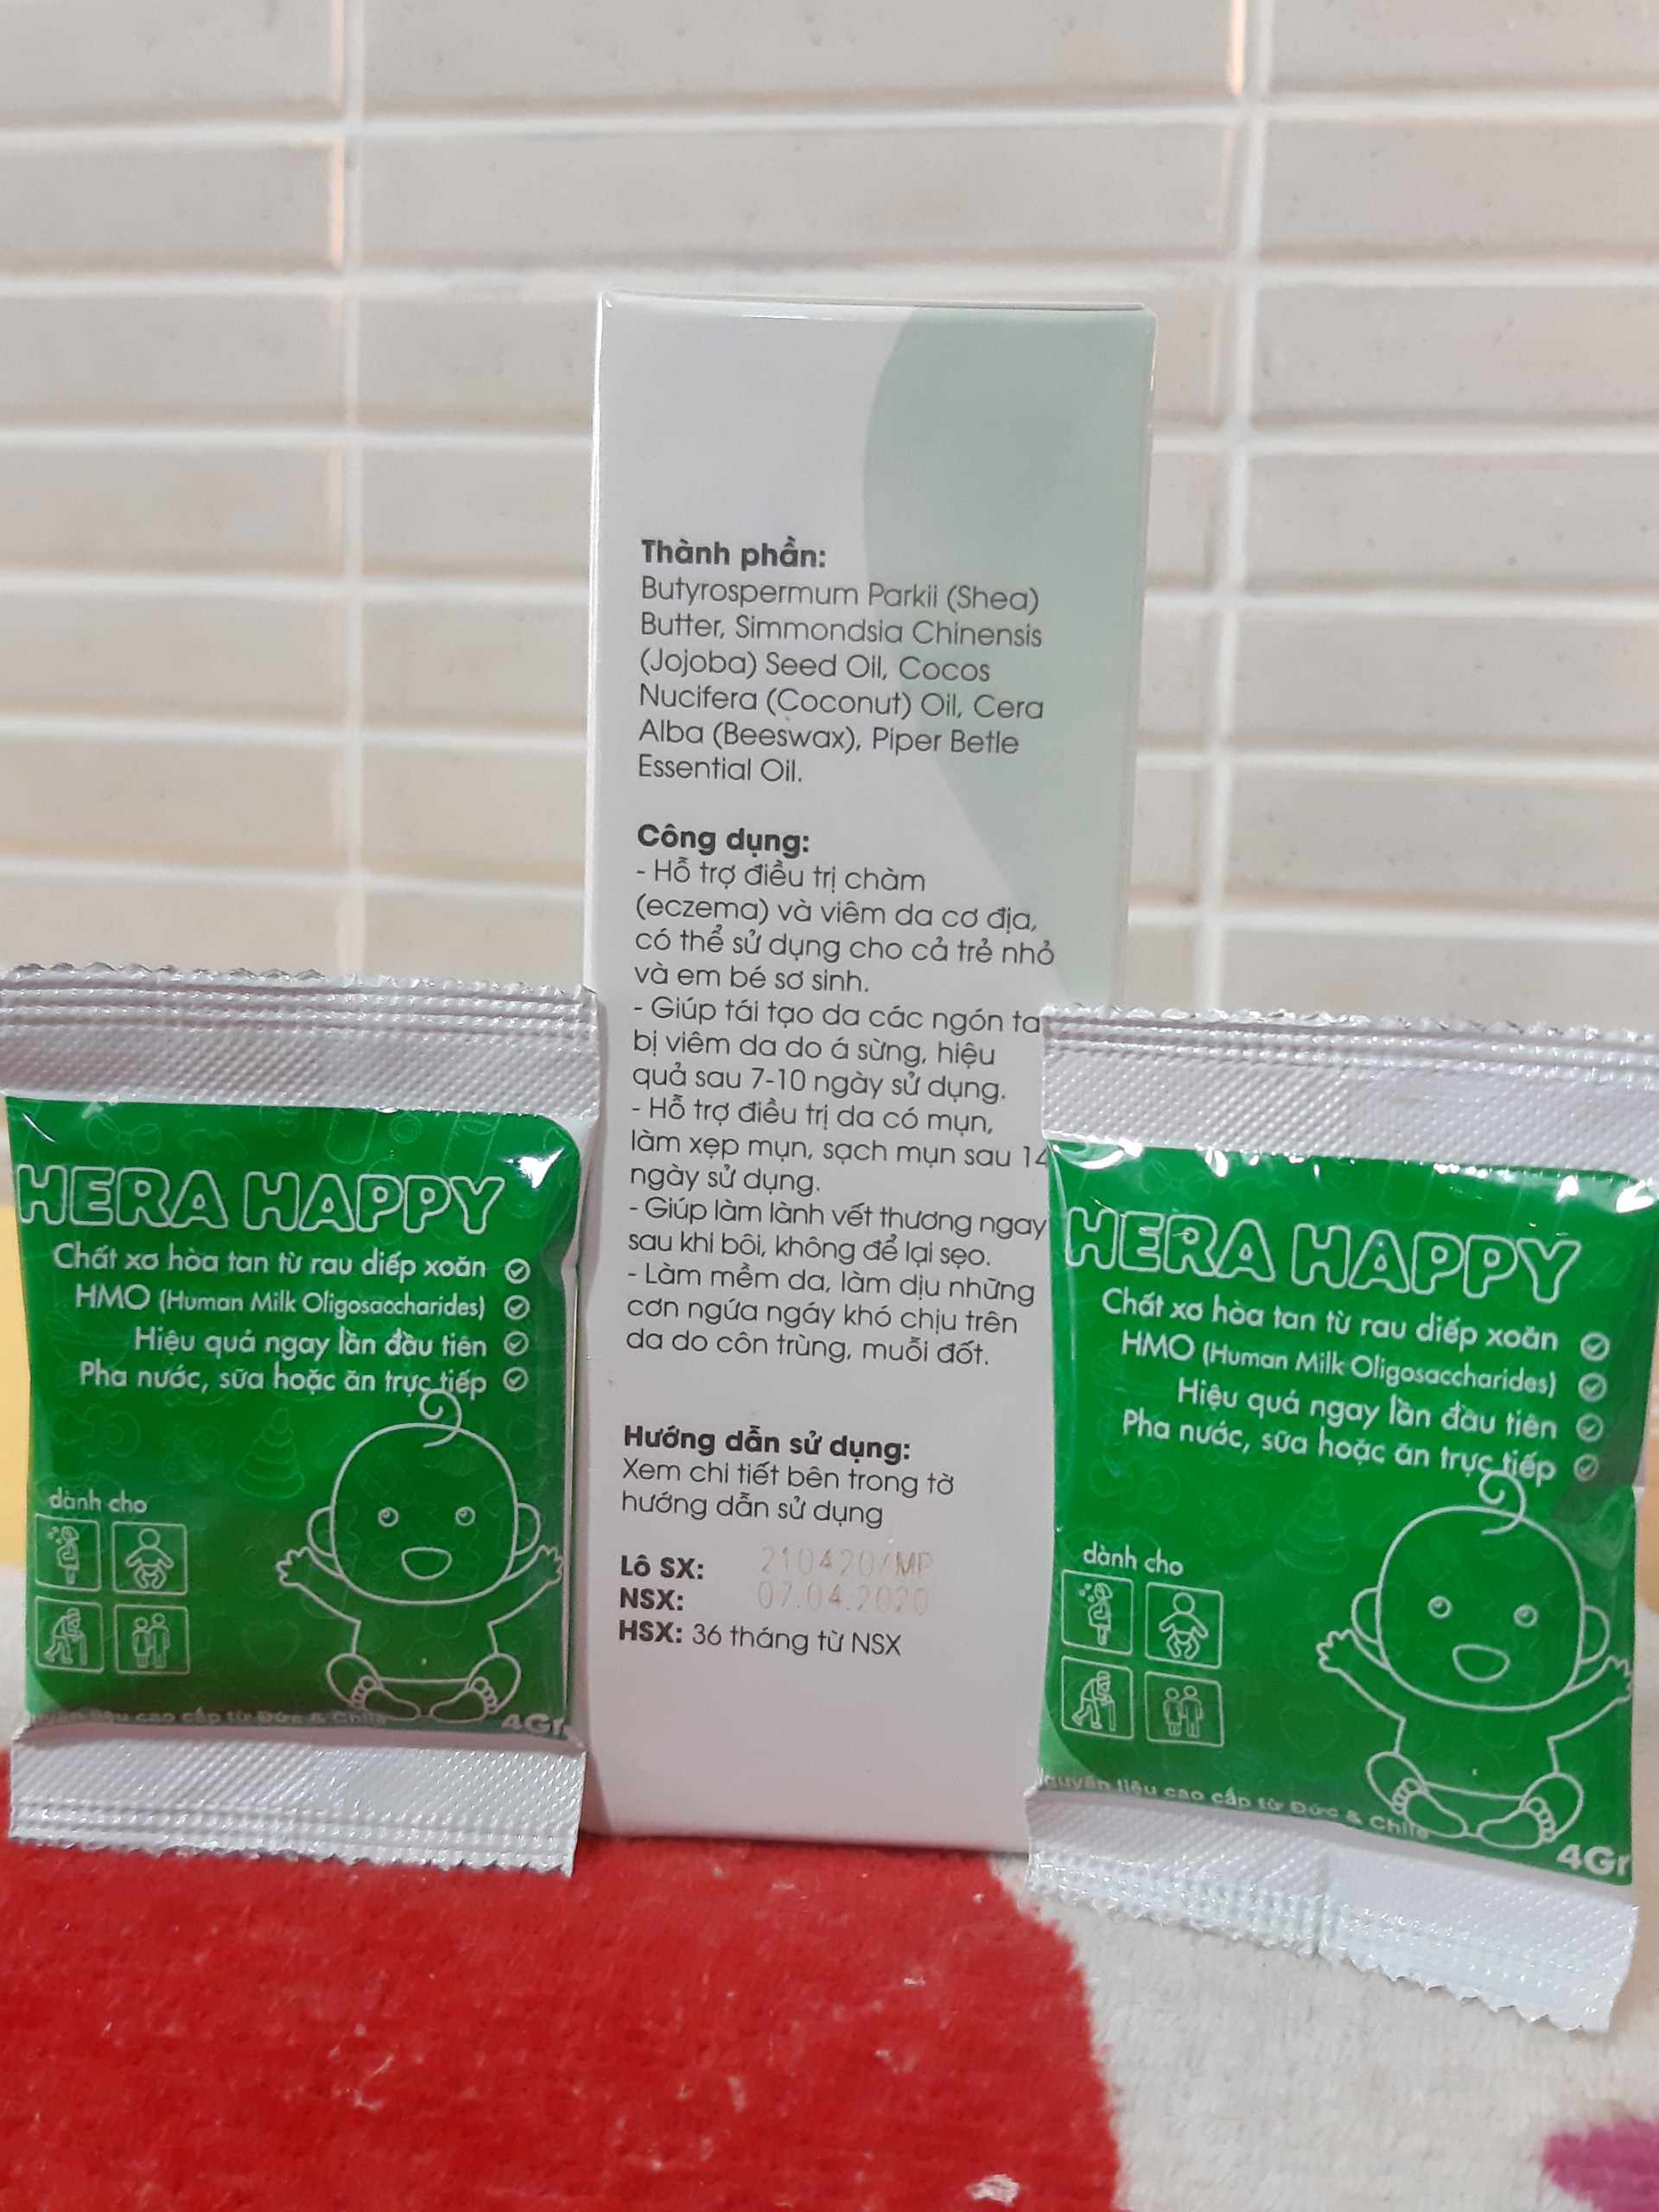 Thành phần:
Butyrospermum Parkii (Shea)
Butter, Simmondsia Chinensis
(Jojoba) Seed Oil, Cocos
Nucifera (Coconut) Oil, Cera
Alba (Beeswax), Piper Betle
Essential Oil.
Công dụng:
- Hỗ trợ điều trị chàm
(eczema) và viêm da cơ địa,
có thể sử dụng cho cả trẻ nhỏ
và em bé sơ sinh.
- Giúp tái tạo da các ngón ta
bị viêm da do á sừng, hiệu
quả sau 7-10 ngày sử dụng.
- Hỗ trợ điều trị da có mụn,
làm xẹp mụn, sạch mụn sau 14
ngày sử dụng.
- Giúp làm lành vết thương ngay
sau khi bôi, không để lại sẹo.
- Làm mềm da, làm dịu những
cơn ngứa ngáy khó chịu trên
da do côn trùng, muỗi đốt.
Hướng dẫn sử dụng:
Xem chi tiết bên trong tờ
hướng dẫn sử dụng
Lô SX: 210420/MP
NSX: 07.04.2020
HSX: 36 tháng từ NSX
HERA HAPPY
Chất xơ hòa tan từ rau diếp xoăn
HMO (Human Milk Oligosaccharides)
Hiệu quả ngay lần đầu tiên
Pha nước, sữa hoặc ăn trực tiếp
dành cho
cao cấp từ Đức & Chile
4Gr
HERA HAPPY
Chất xơ hòa tan từ rau diếp xoăn
HMO (Human Milk Oligosaccharides)
Hiệu quả ngay lần đầu tiên
Pha nước, sữa hoặc ăn trực tiếp
dành cho
Nguyên liệu cao cấp từ Đức & Chile
4Gr